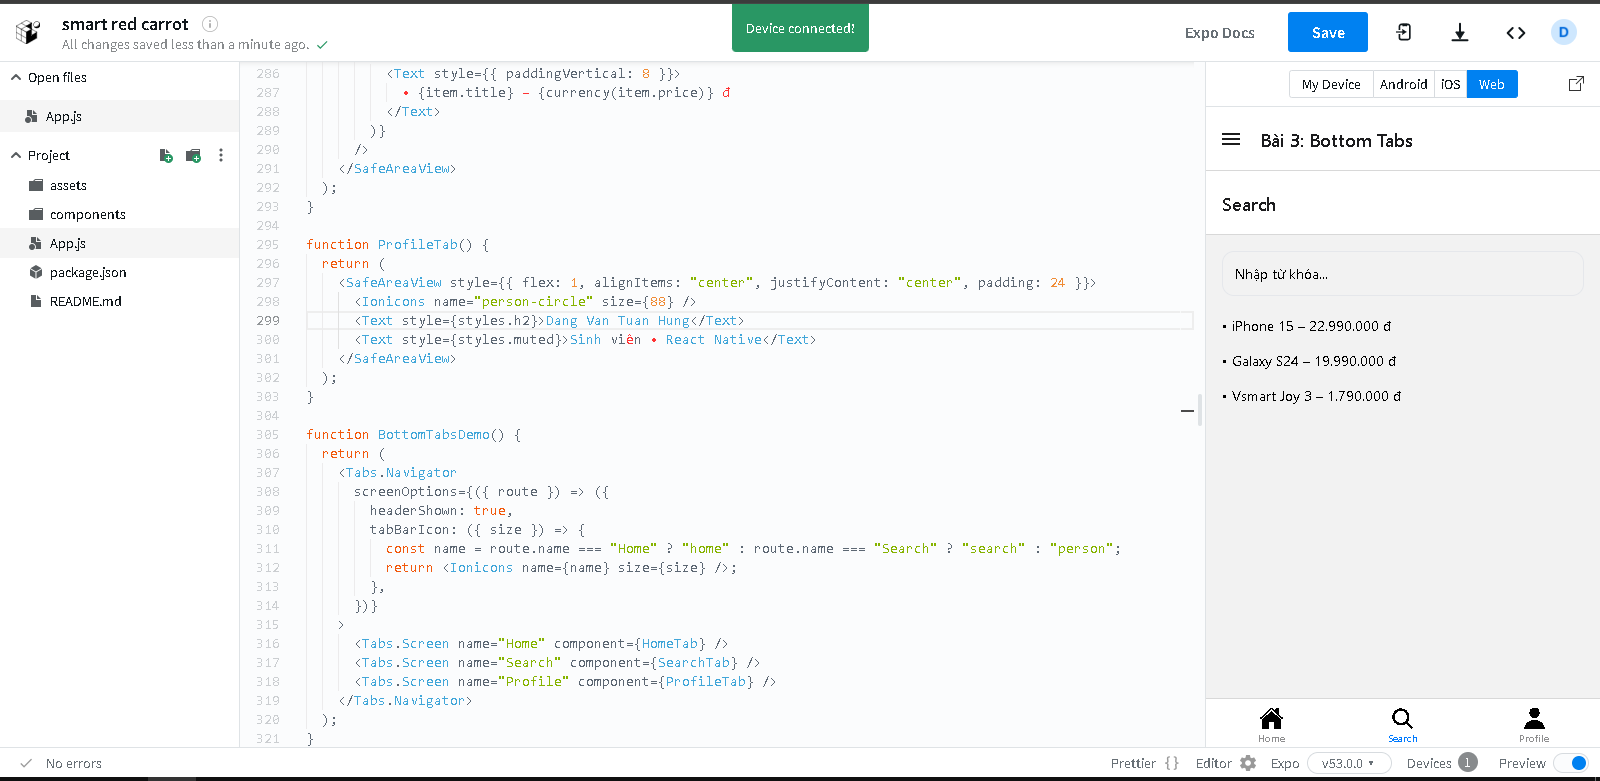 smart red carrot
All changes saved less than a minute ago.
Device connected!
Expo Docs
Save
D
Open files
App.js
Project
assets
components
App.js
package.json
README.md
286 <Text style={{ paddingVertical: 8 }}>
287 • {item.title} – {currency(item.price)} đ
288 </Text>
289 )}
290 />
291 </SafeAreaView>
292 );
293 }
294
295 function ProfileTab() {
296 return (
297 <SafeAreaView style={{ flex: 1, alignItems: "center", justifyContent: "center", padding: 24 }}>
298 <Ionicons name="person-circle" size={88} />
299 <Text style={styles.h2}>Dang Van Tuan Hung</Text>
300 <Text style={styles.muted}>Sinh viên • React Native</Text>
301 </SafeAreaView>
302 );
303 }
304
305 function BottomTabsDemo() {
306 return (
307 <Tabs.Navigator
308 screenOptions={({ route }) => ({
309 headerShown: true,
310 tabBarIcon: ({ size }) => {
311 const name = route.name === "Home" ? "home" : route.name === "Search" ? "search" : "person";
312 return <Ionicons name={name} size={size} />;
313 },
314 })}
315 >
316 <Tabs.Screen name="Home" component={HomeTab} />
317 <Tabs.Screen name="Search" component={SearchTab} />
318 <Tabs.Screen name="Profile" component={ProfileTab} />
319 </Tabs.Navigator>
320 );
321 }
My Device Android iOS Web
Bài 3: Bottom Tabs
Search
Nhập từ khóa...
• iPhone 15 – 22.990.000 đ
• Galaxy S24 – 19.990.000 đ
• Vsmart Joy 3 – 1.790.000 đ
Home Search Profile
No errors
Prettier {} Editor Expo v53.0.0 Devices 1 Preview